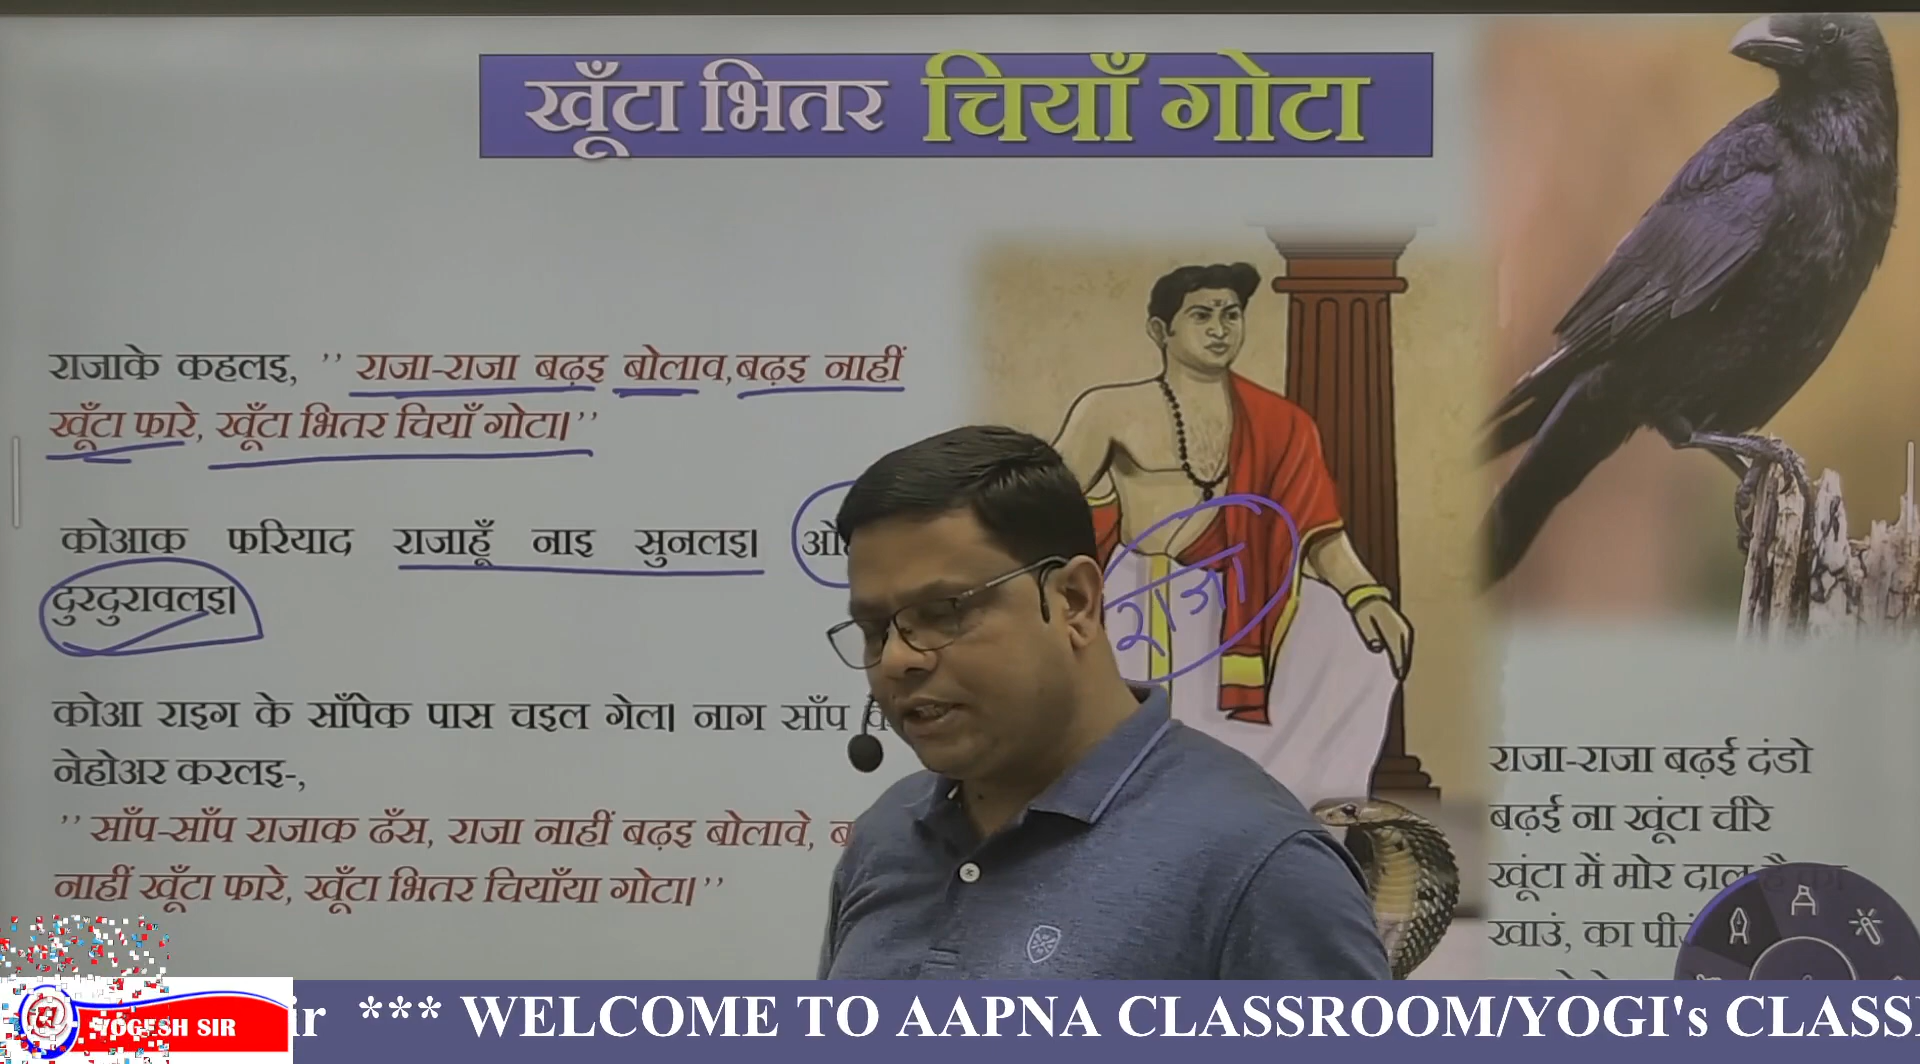 खूँटा भितर चियाँ गोटा
राजाके कहलइ, ’’ राजा-राजा बढ़इ बोलाव,बढ़इ नाहीं
खूँटा फारे, खूँटा भितर चियाँ गोटा।’’
कोआक फरियाद राजाहूँ नाइ सुनलइ।
दुरदुरावलइ।
राजा
कोआ राइग के साँपेक पास चइल गेल। नाग साँप
नेहोअर करलइ-,
’’ साँप-साँप राजाक ढँस, राजा नाहीं बढ़इ बोलावे,
नाहीं खूँटा फारे, खूँटा भितर चियाँया गोटा।’’
राजा-राजा बढ़ई दंडो
बढ़ई ना खूंटा चीरे
खूंटा में मोर दाल है का
खाउं, का
YOGESH SIR
ir *** WELCOME TO AAPNA CLASSROOM/YOGI's CLASS